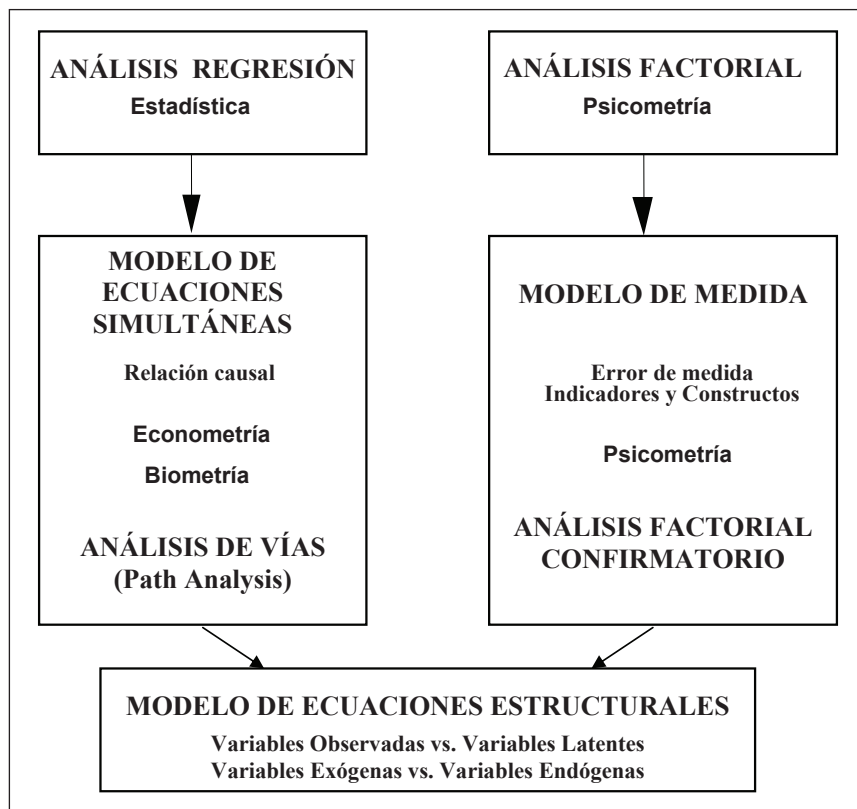 ANÁLISIS REGRESIÓN
Estadística
ANÁLISIS FACTORIAL
Psicometría
MODELO DE
ECUACIONES
SIMULTÁNEAS
Relación causal
Econometría
Biometría
ANÁLISIS DE VÍAS
(Path Analysis)
MODELO DE MEDIDA
Error de medida
Indicadores y Constructos
Psicometría
ANÁLISIS FACTORIAL
CONFIRMATORIO
MODELO DE ECUACIONES ESTRUCTURALES
Variables Observadas vs. Variables Latentes
Variables Exógenas vs. Variables Endógenas